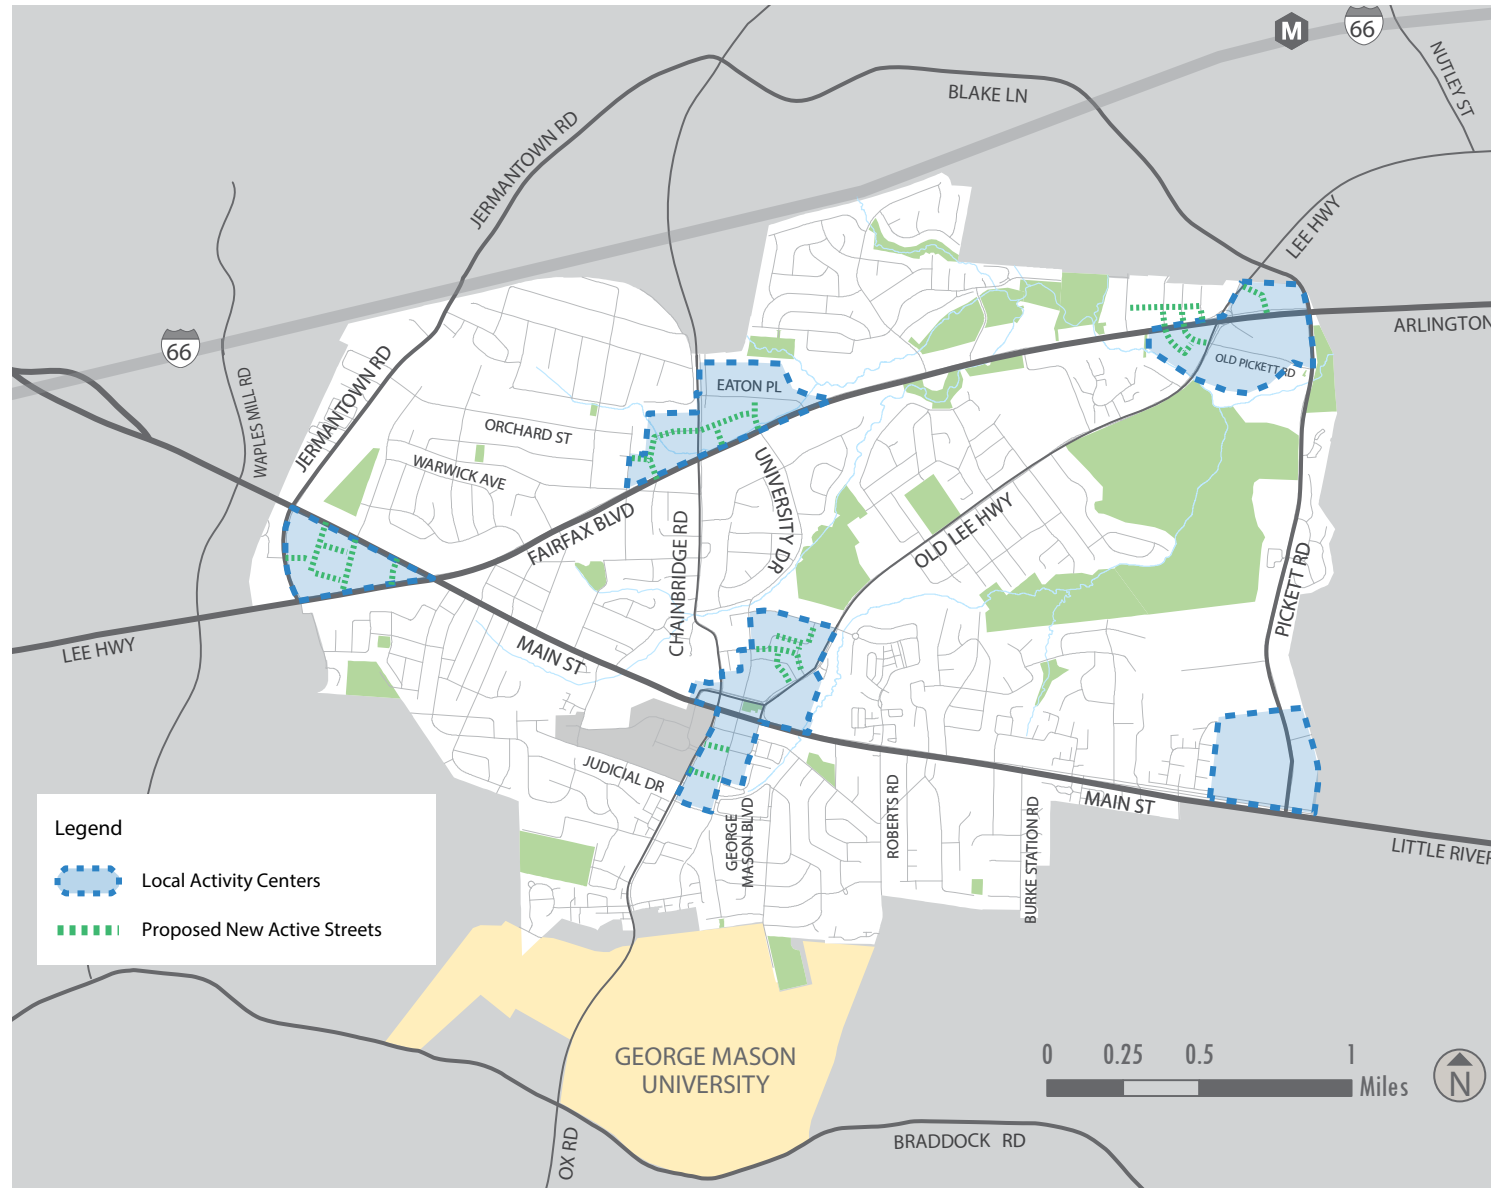 M
66
NUTLEY ST
BLAKE LN
JERMANTOWN RD
LEE HWY
ARLINGTON
66
WAPLES MILL RD
JERMANTOWN RD
EATON PL
OLD PICKETT RD
ORCHARD ST
WARWICK AVE
UNIVERSITY DR
FAIRFAX BLVD
CHAINBRIDGE RD
OLD LEE HWY
PICKETT RD
LEE HWY
MAIN ST
JUDICIAL DR
GEORGE
MASON BLVD
ROBERTS RD
BURKE STATION RD
MAIN ST
LITTLE RIVER
Legend
Local Activity Centers
Proposed New Active Streets
GEORGE MASON
UNIVERSITY
0 0.25 0.5 1
Miles
N
OX RD
BRADDOCK RD